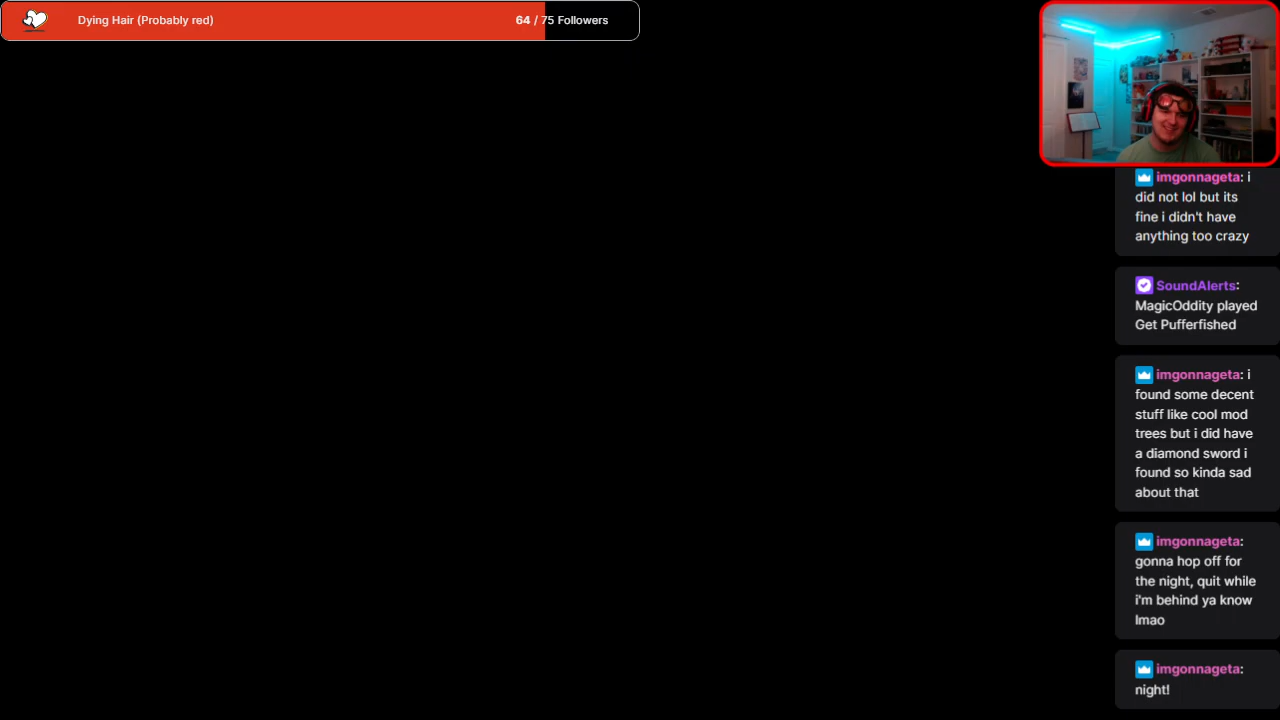 Dying Hair (Probably red)
64 / 75 Followers
imgonnageta: i
did not lol but its
fine i didn't have
anything too crazy
SoundAlerts:
MagicOddity played
Get Pufferfished
imgonnageta: i
found some decent
stuff like cool mod
trees but i did have
a diamond sword i
found so kinda sad
about that
imgonnageta:
gonna hop off for
the night, quit while
i'm behind ya know
lmao
imgonnageta:
night!